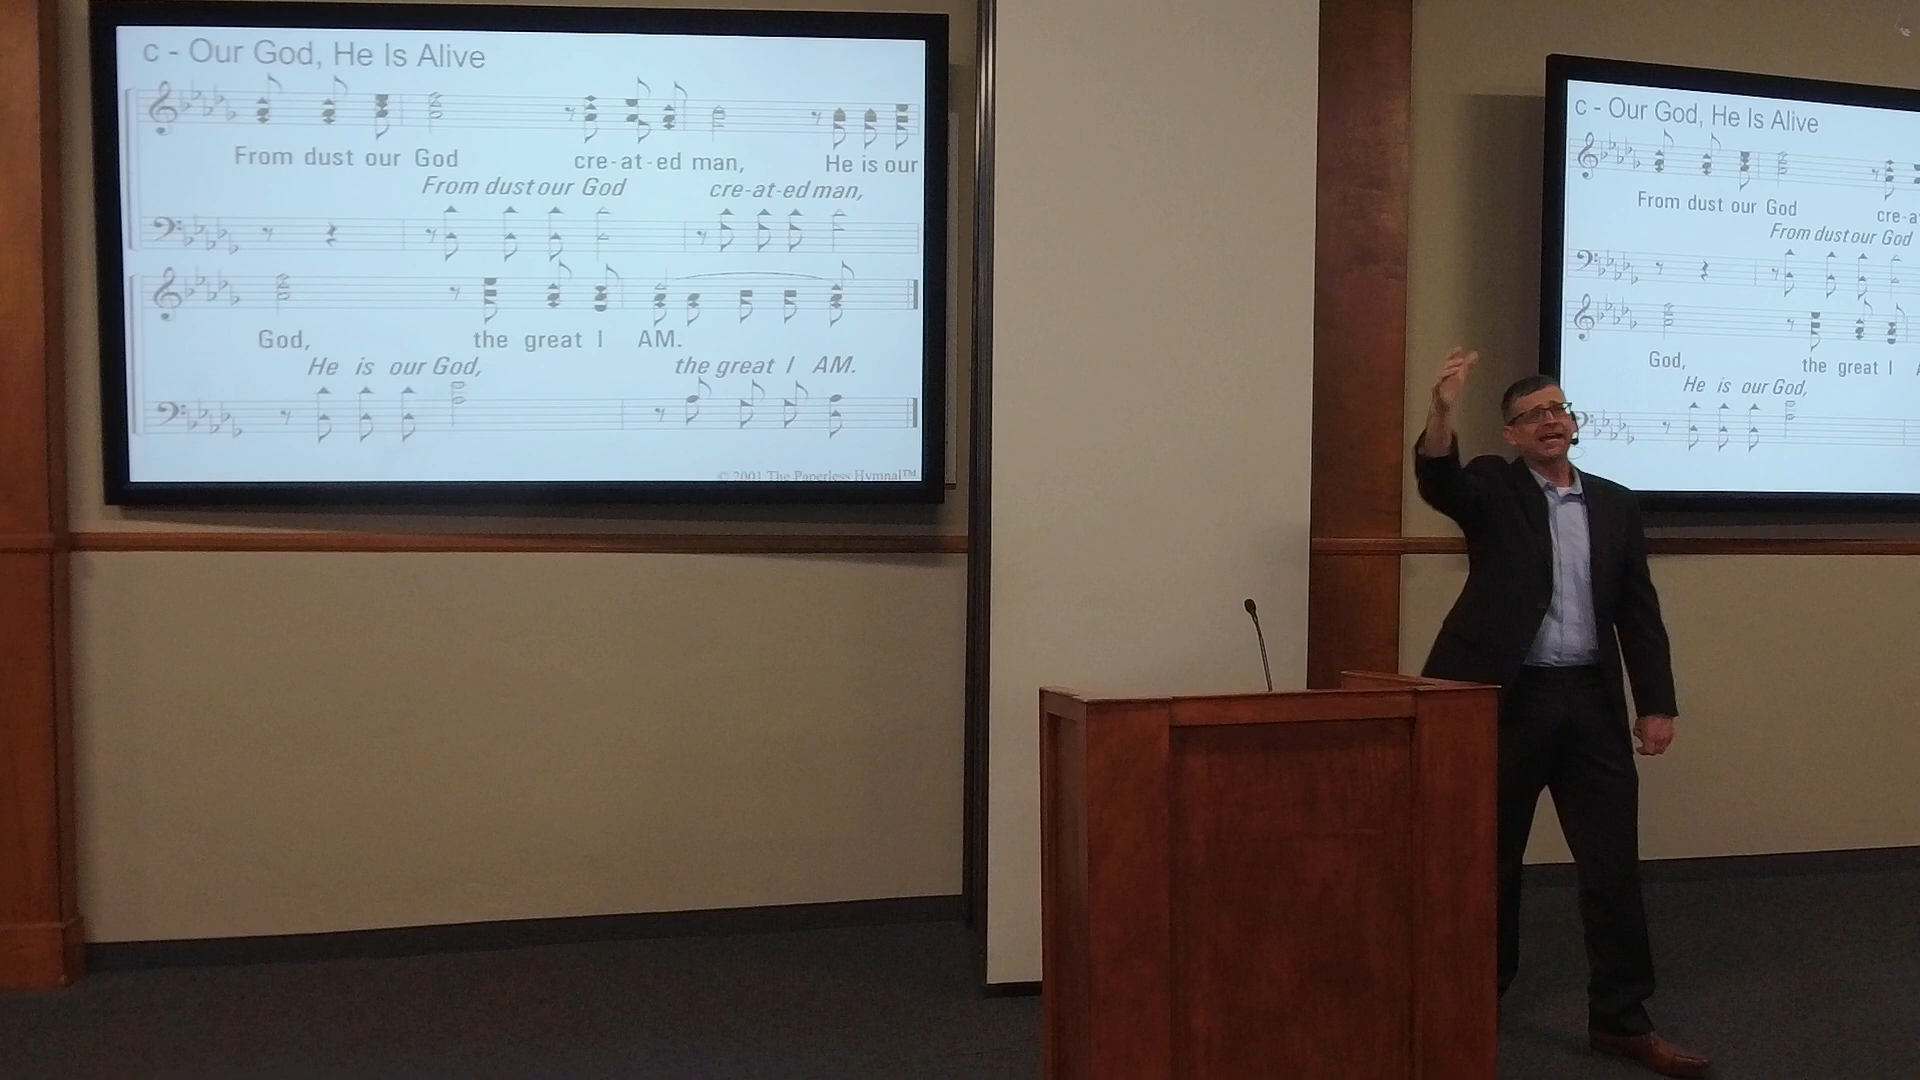 c - Our God, He Is Alive
From dust our God cre-at-ed man, He is our
From dust our God cre-at-ed man,
God, the great I AM.
He is our God, the great I AM.
© 2001 The Paperless Hymnal™
c - Our God, He Is Alive
From dust our God cre-a
From dust our God
God, the great I
He is our God,